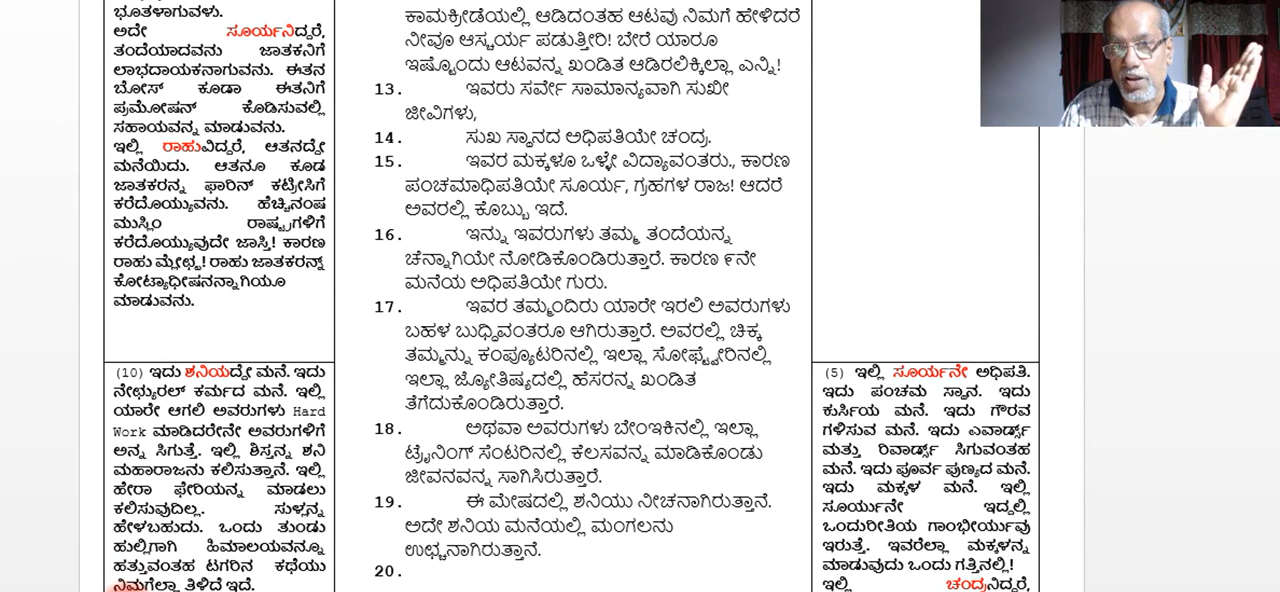 ಭೂತಳಾಗುವಳು.
ಅದೇ ಸೂರ್ಯನಿದ್ದರೆ,
ತಂದೆಯಾದವನು ಜಾತಕನಿಗೆ
ಲಾಭದಾಯಕನಾಗುವನು. ಈತನ
ಬೋಸ್ ಕೂಡಾ ಈತನಿಗೆ
ಪ್ರಮೋಷನ್ ಕೊಡಿಸುವಲ್ಲಿ
ಸಹಾಯವನ್ನು ಮಾಡುವನು.
ಇಲ್ಲಿ ರಾಹುವಿದ್ದರೆ, ಆತನದ್ದೇ
ಮನೆಯಿದು. ಆತನೂ ಕೂಡ
ಜಾತಕರನ್ನ ಫಾರಿನ್ ಕಟ್ರೀಸಿಗೆ
ಕರೆದೊಯ್ಯುವನು. ಹೆಚ್ಚಿನಂಷ
ಮುಸ್ಲಿಂ ರಾಷ್ಟ್ರಗಳಿಗೆ
ಕರೆದೊಯ್ಯುವುದೇ ಜಾಸ್ತಿ! ಕಾರಣ
ರಾಹು ಮ್ಲೇಛ್ಛ! ರಾಹು ಜಾತಕರನ್ನ್
ಕೋಟ್ಯಾಧೀಷನನ್ನಾಗಿಯೂ
ಮಾಡುವನು.
(10) ಇದು ಶನಿಯದ್ದೇ ಮನೆ. ಇದು
ನೇಛ್ಯುರಲ್ ಕರ್ಮದ ಮನೆ. ಇಲ್ಲಿ
ಯಾರೇ ಆಗಲಿ ಅವರುಗಳು Hard
Work ಮಾಡಿದರೇನೇ ಅವರುಗಳಿಗೆ
ಅನ್ನ ಸಿಗುತ್ತೆ. ಇಲ್ಲಿ ಶಿಸ್ತನ್ನ ಶನಿ
ಮಹಾರಾಜನು ಕಲಿಸುತ್ತಾನೆ. ಇಲ್ಲಿ
ಹೇರಾ ಫೇರಿಯನ್ನ ಮಾಡಲು
ಕಲಿಸುವುದಿಲ್ಲ. ಸುಳ್ಳನ್ನ
ಹೇಳಬಹುದು. ಒಂದು ತುಂಡು
ಹುಲ್ಲಿಗಾಗಿ ಹಿಮಾಲಯವನ್ನೂ
ಹತ್ತುವಂತಹ ಟಗರಿನ ಕಥೆಯು
ನಿಮಗೆಲ್ಲಾ ತಿಳಿದೆ ಇದೆ.
ಕಾಮಕ್ರೀಡೆಯಲ್ಲಿ ಆಡಿದಂತಹ ಆಟವು ನಿಮಗೆ ಹೇಳಿದರೆ
ನೀವೂ ಆಸ್ಚರ್ಯ ಪಡುತ್ತೀರಿ! ಬೇರೆ ಯಾರೂ
ಇಷ್ಟೊಂದು ಆಟವನ್ನ ಖಂಡಿತ ಆಡಿರಲಿಕ್ಕಿಲ್ಲಾ ಎನ್ನಿ!
13. ಇವರು ಸರ್ವೇ ಸಾಮಾನ್ಯವಾಗಿ ಸುಖೀ
ಜೀವಿಗಳು,
14. ಸುಖ ಸ್ಥಾನದ ಅಧಿಪತಿಯೇ ಚಂದ್ರ.
15. ಇವರ ಮಕ್ಕಳೂ ಒಳ್ಳೇ ವಿದ್ಯಾವಂತರು., ಕಾರಣ
ಪಂಚಮಾಧಿಪತಿಯೇ ಸೂರ್ಯ, ಗ್ರಹಗಳ ರಾಜ! ಆದರೆ
ಅವರಲ್ಲಿ ಕೊಬ್ಬು ಇದೆ.
16. ಇನ್ನು ಇವರುಗಳು ತಮ್ಮ ತಂದೆಯನ್ನ
ಚೆನ್ನಾಗಿಯೇ ನೋಡಿಕೊಂಡಿರುತ್ತಾರೆ. ಕಾರಣ ೯ನೇ
ಮನೆಯ ಅಧಿಪತಿಯೇ ಗುರು.
17. ಇವರ ತಮ್ಮಂದಿರು ಯಾರೇ ಇರಲಿ ಅವರುಗಳು
ಬಹಳ ಬುಧ್ಧಿವಂತರೂ ಆಗಿರುತ್ತಾರೆ. ಅವರಲ್ಲಿ ಚಿಕ್ಕ
ತಮ್ಮನ್ನು ಕಂಪ್ಯೂಟರಿನಲ್ಲಿ ಇಲ್ಲಾ ಸೋಫ್ಟ್ವೇರಿನಲ್ಲಿ
ಇಲ್ಲಾ ಜ್ಯೋತಿಷ್ಯದಲ್ಲಿ ಹೆಸರನ್ನ ಖಂಡಿತ
ತೆಗೆದುಕೊಂಡಿರುತ್ತಾರೆ.
18. ಅಥವಾ ಅವರುಗಳು ಬೇಂಇಕಿನಲ್ಲಿ ಇಲ್ಲಾ
ಟ್ರೈನಿಂಗ್ ಸೆಂಟರಿನಲ್ಲಿ ಕೆಲಸವನ್ನು ಮಾಡಿಕೊಂಡು
ಜೀವನವನ್ನು ಸಾಗಿಸಿರುತ್ತಾರೆ.
19. ಈ ಮೇಷದಲ್ಲಿ ಶನಿಯು ನೀಚನಾಗಿರುತ್ತಾನೆ.
ಅದೇ ಶನಿಯ ಮನೆಯಲ್ಲಿ ಮಂಗಲನು
ಉಛ್ಚನಾಗಿರುತ್ತಾನೆ.
20.
(5) ಇಲ್ಲಿ ಸೂರ್ಯನೇ ಅಧಿಪತಿ.
ಇದು ಪಂಚಮ ಸ್ಥಾನ. ಇದು
ಕುರ್ಸಿಯ ಮನೆ. ಇದು ಗೌರವ
ಗಳಿಸುವ ಮನೆ. ಇದು ಎವಾರ್ಡ್ಸ್
ಮತ್ತು ರಿವಾರ್ಡ್ಸ್ ಸಿಗುವಂತಹ
ಮನೆ. ಇದು ಪೂರ್ವ ಪುಣ್ಯದ ಮನೆ.
ಇದು ಮಕ್ಕಳ ಮನೆ. ಇಲ್ಲಿ
ಸೂರ್ಯುನೇ ಇದ್ದಲ್ಲಿ
ಒಂದುರೀತಿಯ ಗಾಂಭೀರ್ಯುವು
ಇರುತ್ತೆ. ಇವರೆಲ್ಲಾ ಮಕ್ಕಳನ್ನು
ಮಾಡುವುದು ಒಂದು ಗತ್ತಿನಲ್ಲಿ!
ಇಲ್ಲಿ ಚಂದ್ರನಿದ್ದರೆ,